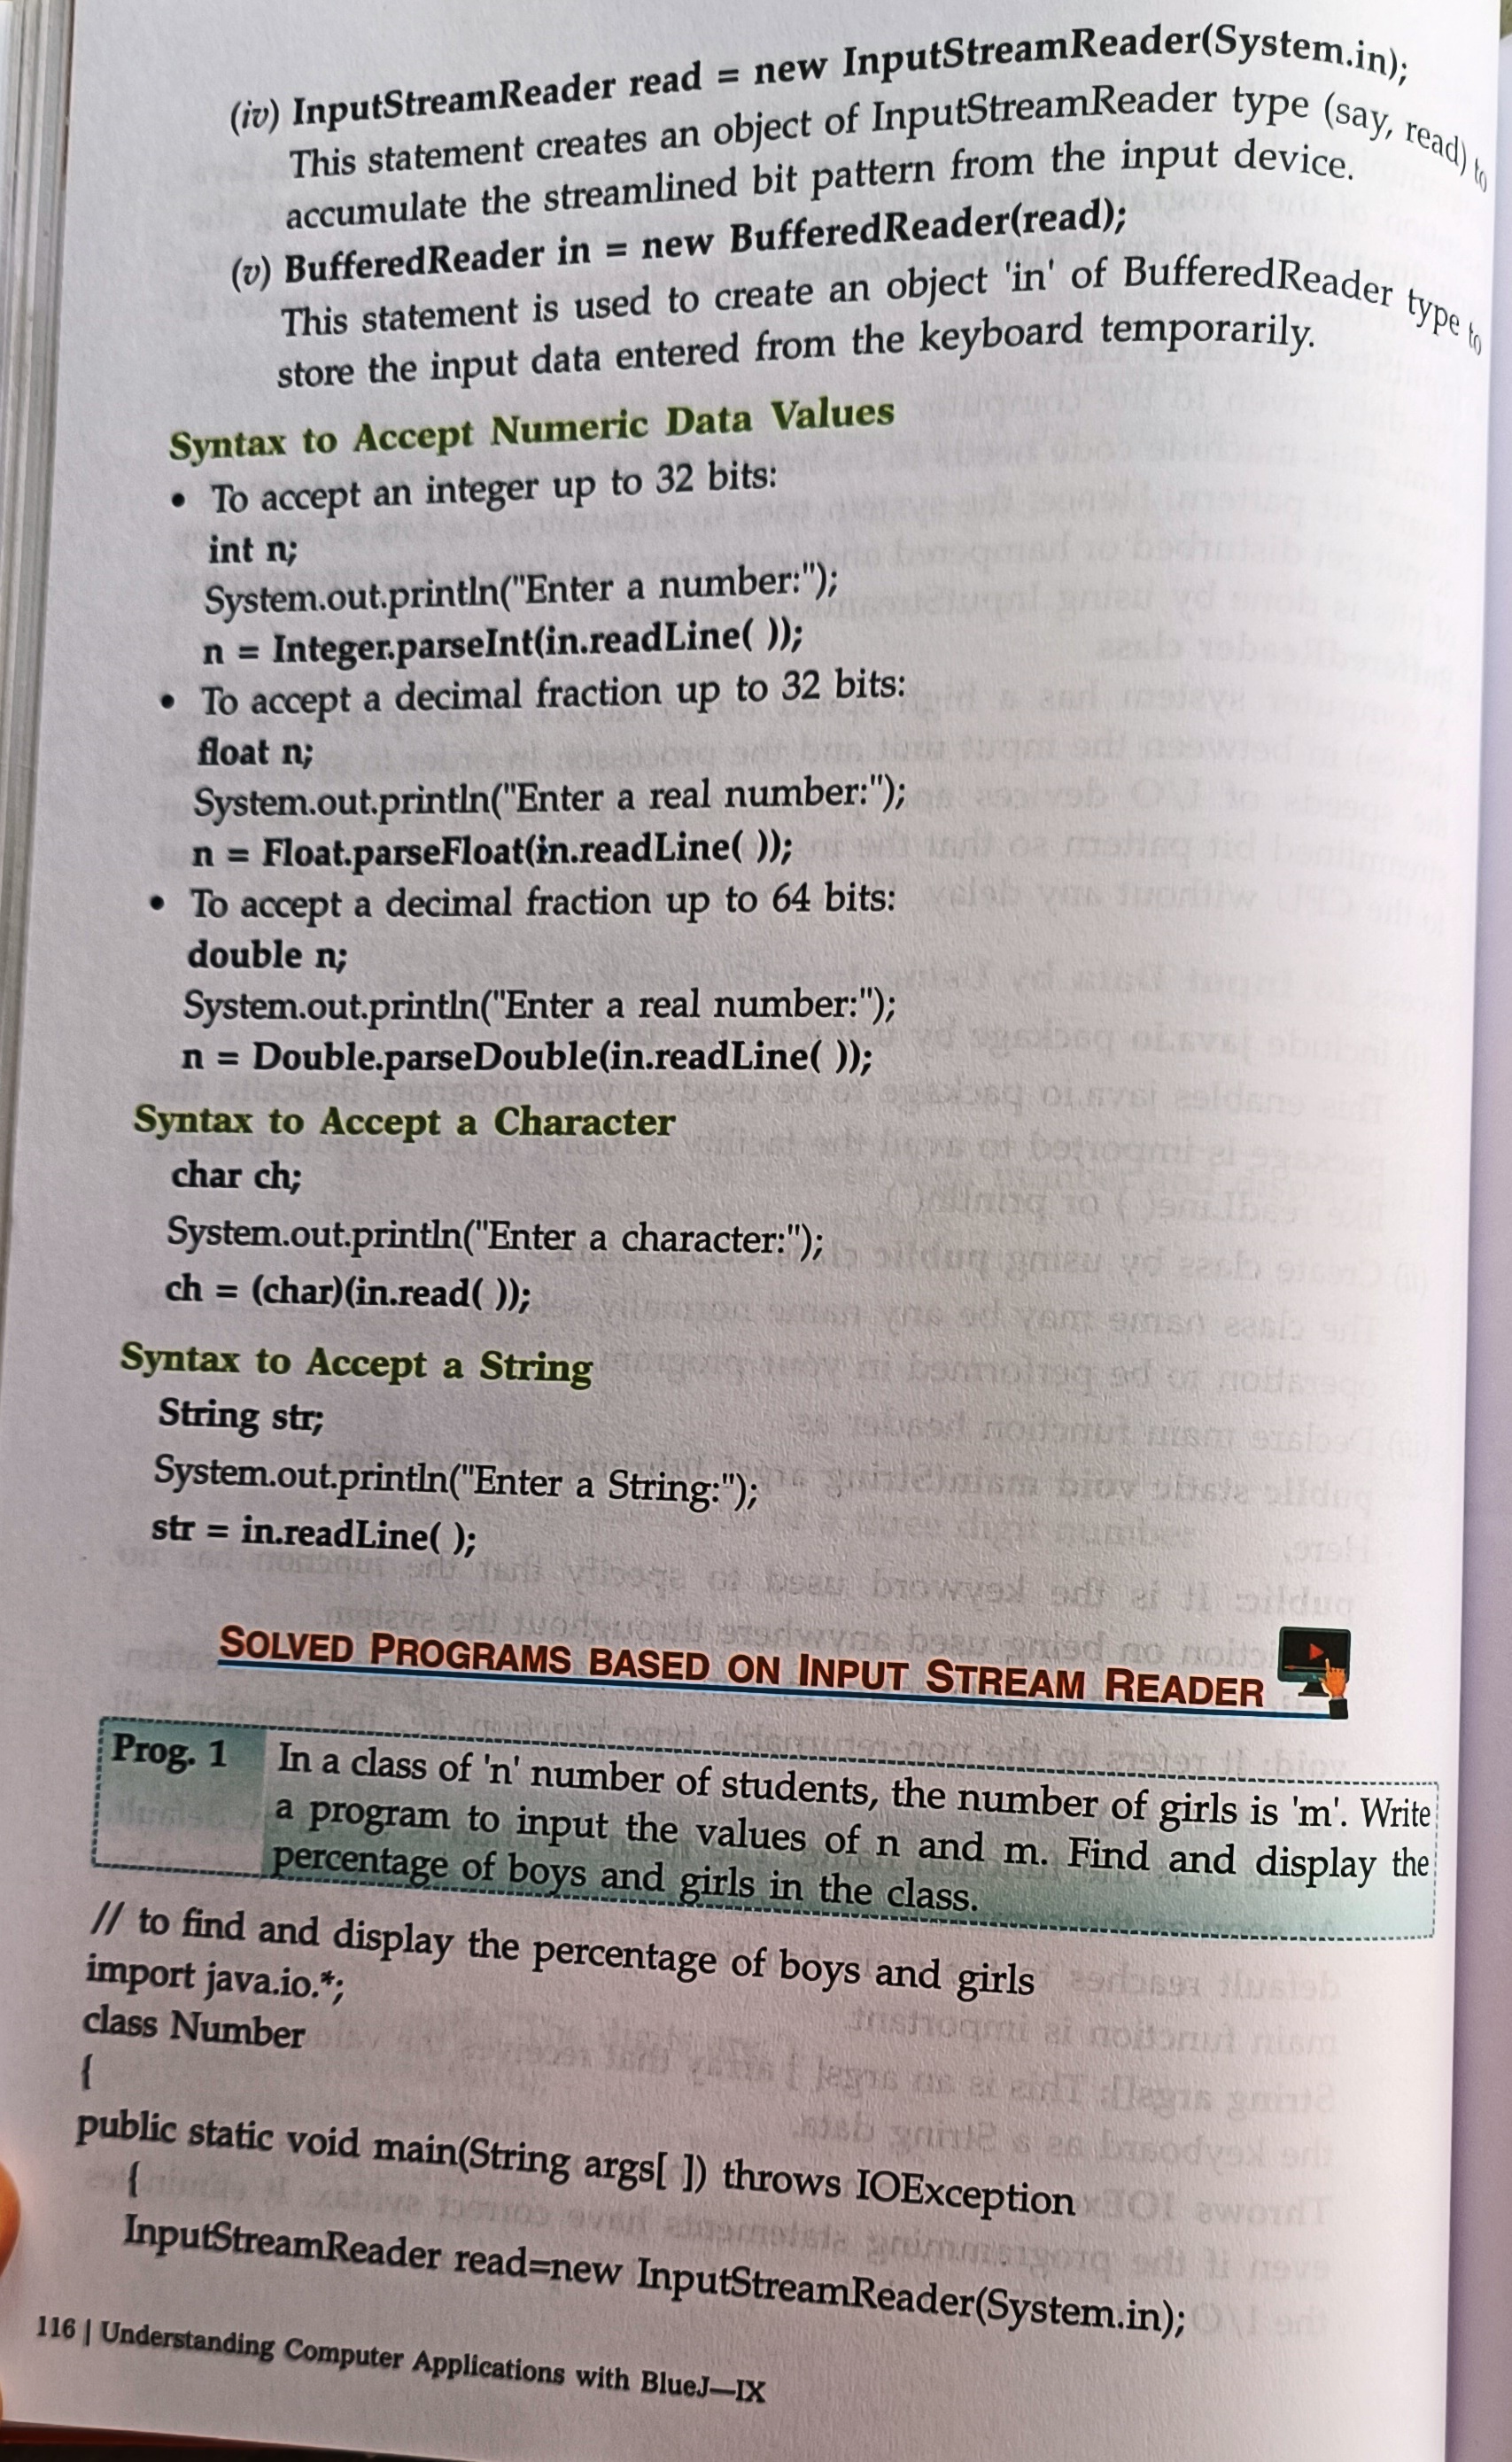 (iv) InputStreamReader read = new InputStreamReader(System.in);
This statement creates an object of InputStreamReader type (say, read) to
accumulate the streamlined bit pattern from the input device.
(v) BufferedReader in = new BufferedReader(read);
This statement is used to create an object 'in' of BufferedReader type to
store the input data entered from the keyboard temporarily.
Syntax to Accept Numeric Data Values
• To accept an integer up to 32 bits:
int n;
System.out.println("Enter a number:");
n = Integer.parseInt(in.readLine( ));
• To accept a decimal fraction up to 32 bits:
float n;
System.out.println("Enter a real number:");
n = Float.parseFloat(in.readLine( ));
• To accept a decimal fraction up to 64 bits:
double n;
System.out.println("Enter a real number:");
n = Double.parseDouble(in.readLine( ));
Syntax to Accept a Character
char ch;
System.out.println("Enter a character:");
ch = (char)(in.read( ));
Syntax to Accept a String
String str;
System.out.println("Enter a String:");
str = in.readLine( );
SOLVED PROGRAMS BASED ON INPUT STREAM READER
Prog. 1 In a class of 'n' number of students, the number of girls is 'm'. Write
a program to input the values of n and m. Find and display the
percentage of boys and girls in the class.
// to find and display the percentage of boys and girls
import java.io.*;
class Number
{
public static void main(String args[ ]) throws IOException
{
InputStreamReader read=new InputStreamReader(System.in);
116 | Understanding Computer Applications with BlueJ—IX